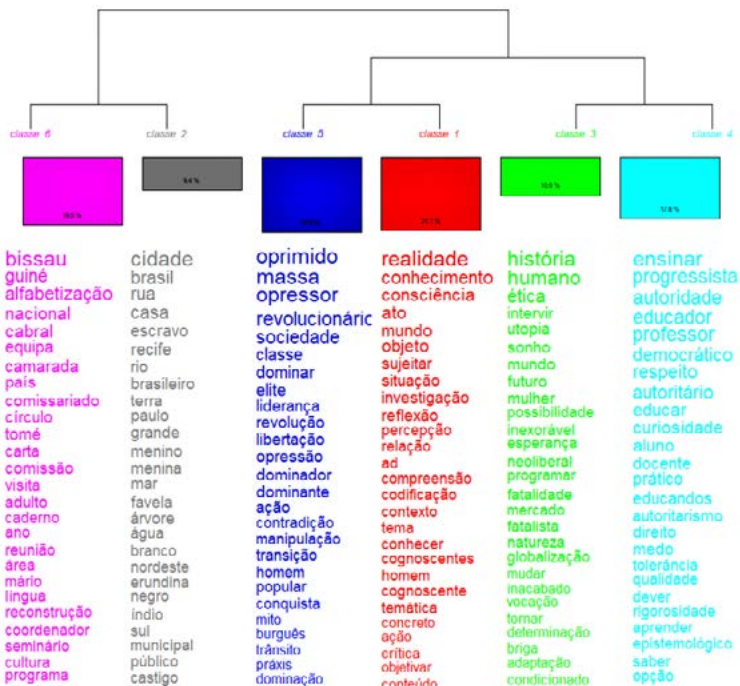 classe 6
classe 2
classe 5
classe 1
classe 3
classe 4
bissau
guiné
alfabetização
nacional
cabral
equipa
camarada
país
comissariado
círculo
tomé
carta
comissão
visita
adulto
caderno
ano
reunião
área
mário
língua
reconstrução
coordenador
seminário
cultura
programa
cidade
brasil
rua
casa
escravo
recife
rio
brasileiro
terra
paulo
grande
menino
menina
mar
favela
árvore
água
branco
nordeste
erundina
negro
índio
sul
municipal
público
castigo
oprimido
massa
opressor
revolucionáric
sociedade
classe
dominar
elite
liderança
revolução
libertação
opressão
dominador
dominante
ação
contradição
manipulação
transição
homem
popular
conquista
mito
burguês
trânsito
práxis
dominação
realidade
conhecimento
consciência
ato
mundo
objeto
sujeitar
situação
investigação
reflexão
percepção
relação
ad
compreensão
codificação
contexto
tema
conhecer
cognoscentes
homem
cognoscente
temática
concreto
ação
crítica
objetivar
conteúdo
história
humano
ética
intervir
utopia
sonho
mundo
futuro
mulher
possibilidade
inexorável
esperança
neoliberal
programar
fatalidade
mercado
fatalista
natureza
globalização
mudar
inacabado
vocação
tornar
determinação
briga
adaptação
condicionado
ensinar
progressista
autoridade
educador
professor
democrático
respeito
autoritário
educar
curiosidade
aluno
docente
prático
educandos
autoritarismo
direito
medo
tolerância
qualidade
dever
rigorosidade
aprender
epistemológico
saber
opção